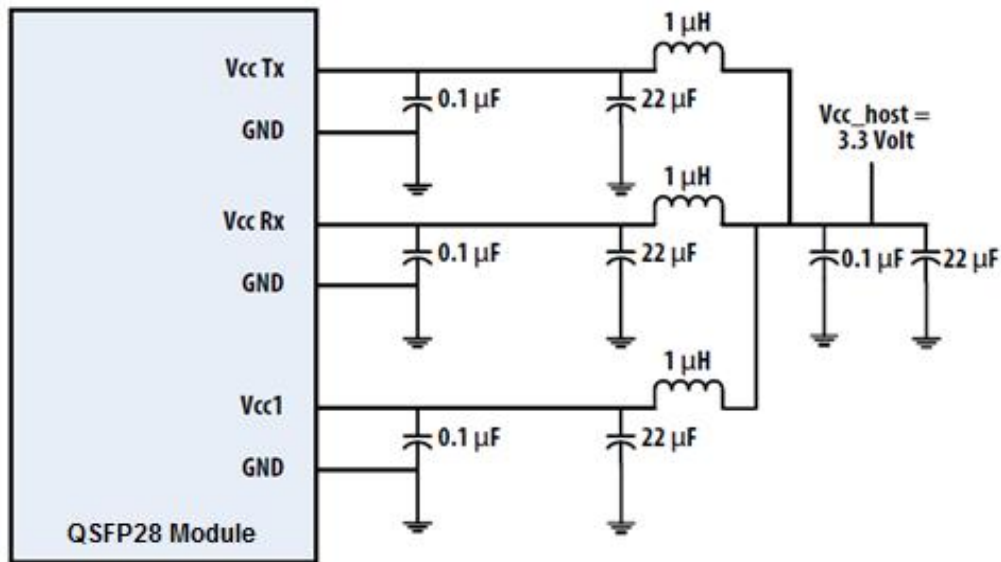 1 μH
Vcc Tx
0.1 μF
22 μF
GND
Vcc_host =
3.3 Volt
1 μH
Vcc Rx
0.1 μF
22 μF
0.1 μF
22 μF
GND
1 μH
Vcc1
0.1 μF
22 μF
GND
QSFP28 Module